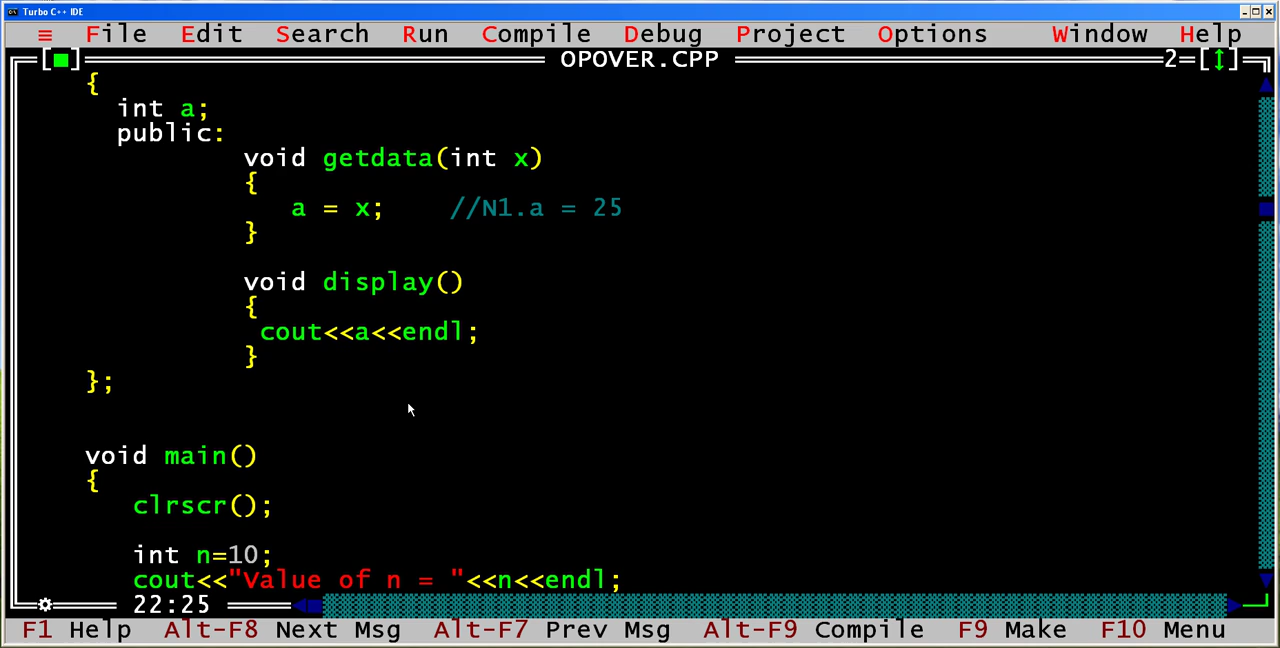 Turbo C++ IDE
≡ File Edit Search Run Compile Debug Project Options Window Help
[■] OPOVER.CPP 2=[↕]
{
int a;
public:
void getdata(int x)
{
a = x; //N1.a = 25
}
void display()
{
cout<<a<<endl;
}
};
void main()
{
clrscr();
int n=10;
cout<<"Value of n = "<<n<<endl;
22:25
F1 Help Alt-F8 Next Msg Alt-F7 Prev Msg Alt-F9 Compile F9 Make F10 Menu